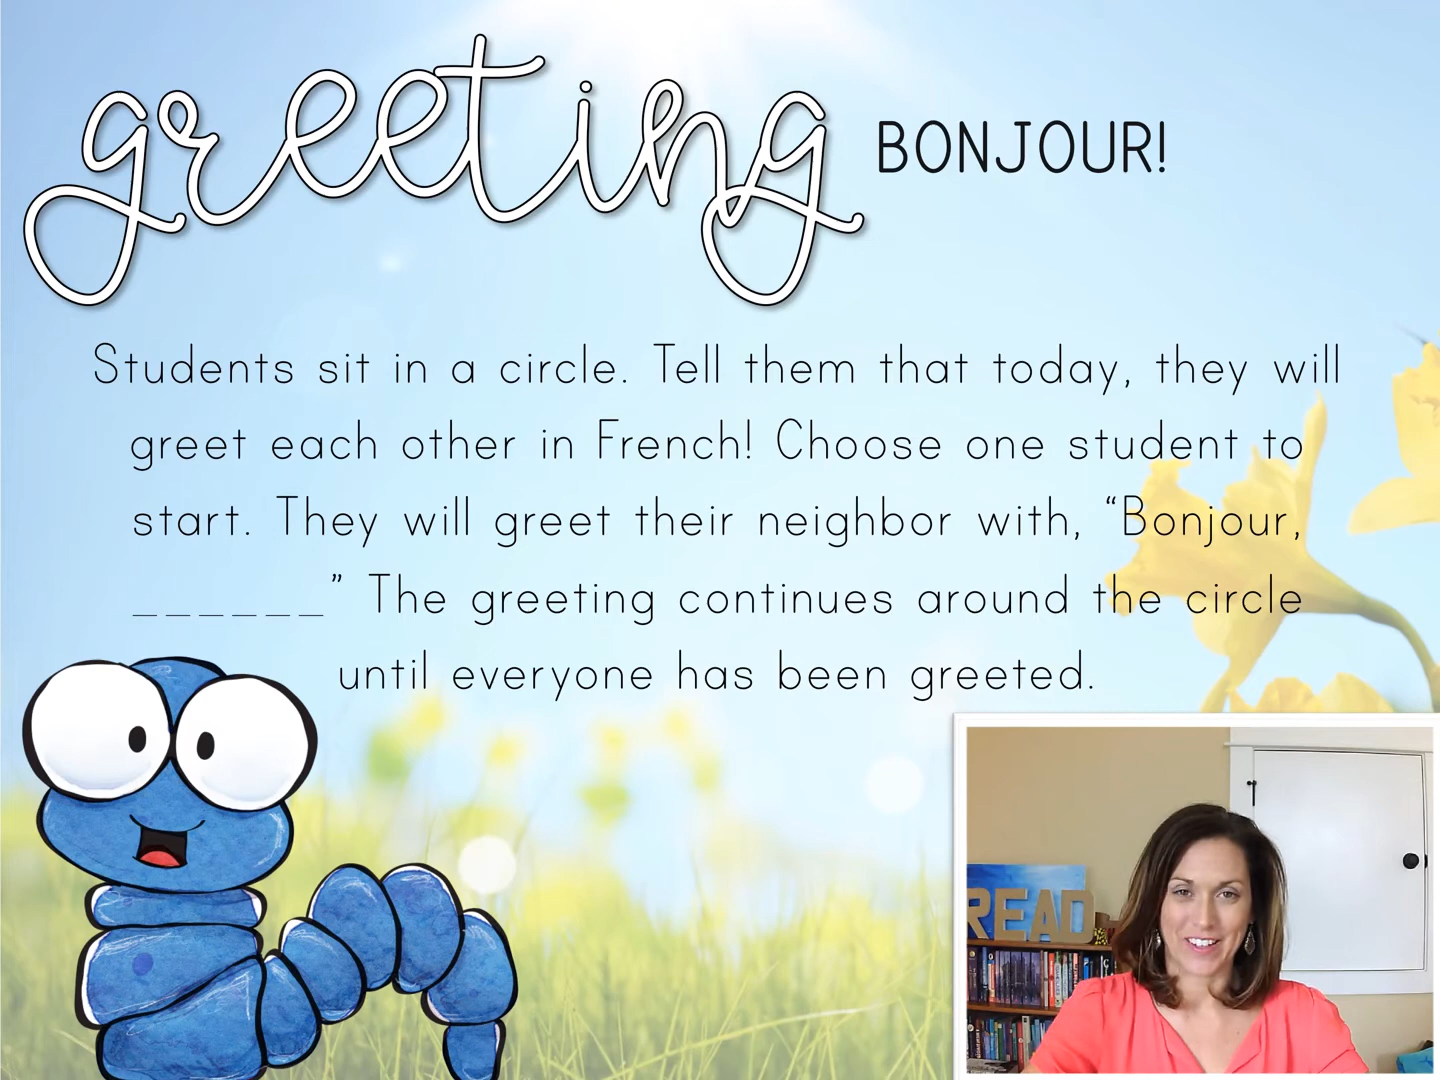 greeting BONJOUR!
Students sit in a circle. Tell them that today, they will
greet each other in French! Choose one student to
start. They will greet their neighbor with, “Bonjour,
______” The greeting continues around the circle
until everyone has been greeted.
READ